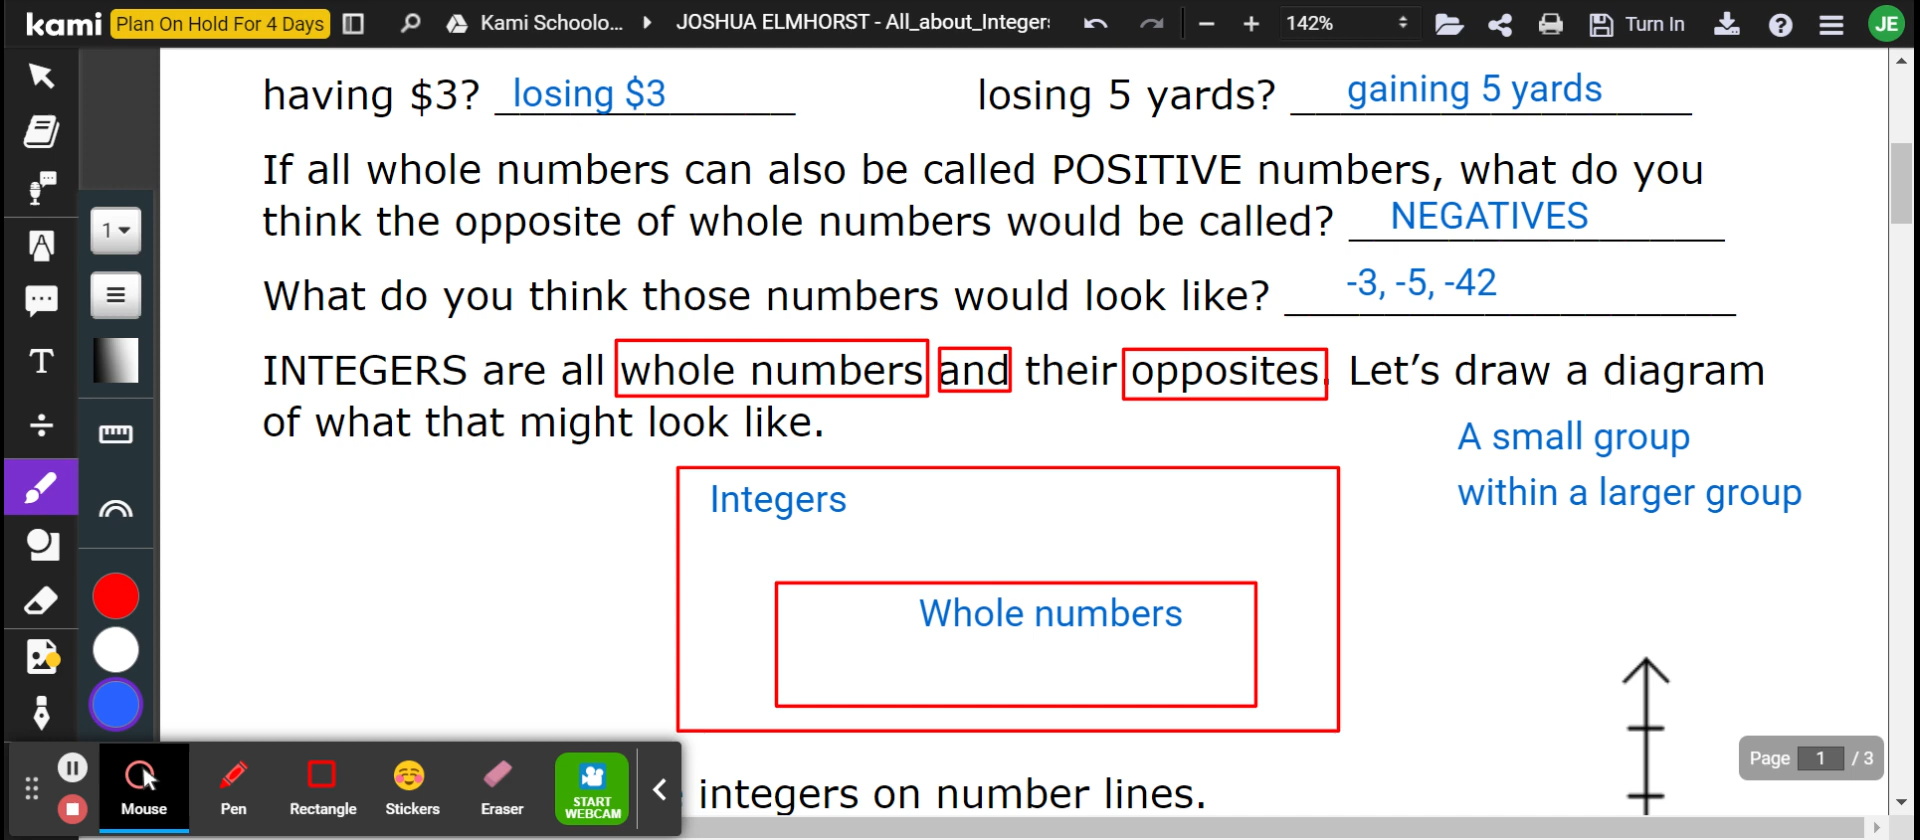 kami Plan On Hold For 4 Days Kami Schoolo... JOSHUA ELMHORST - All_about_Integer 142% Turn In JE
having $3? losing $3 losing 5 yards? gaining 5 yards
If all whole numbers can also be called POSITIVE numbers, what do you
think the opposite of whole numbers would be called? NEGATIVES
What do you think those numbers would look like? -3, -5, -42
INTEGERS are all whole numbers and their opposites. Let's draw a diagram
of what that might look like.
A small group
within a larger group
Integers
Whole numbers
1
T
Page 1 / 3
integers on number lines.
Mouse Pen Rectangle Stickers Eraser START WEBCAM